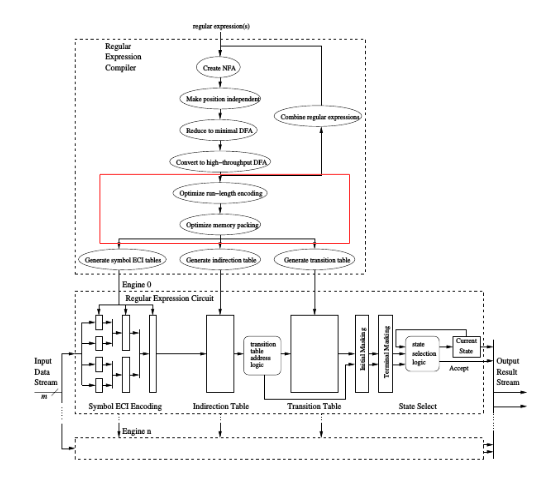 regular expression(s)
Regular
Expression
Compiler
Create NFA
Make position independent
Combine regular expressions
Reduce to minimal DFA
Convert to high-throughput DFA
Optimize run-length encoding
Optimize memory packing
Generate symbol ECI tables
Generate indirection table
Generate transition table
Engine 0
Regular Expression Circuit
Input
Data
Stream
m
transition
table
address
logic
Initial Masking
Terminal Masking
state
selection
logic
Current
State
Accept
Output
Result
Stream
Symbol ECI Encoding
Indirection Table
Transition Table
State Select
Engine n